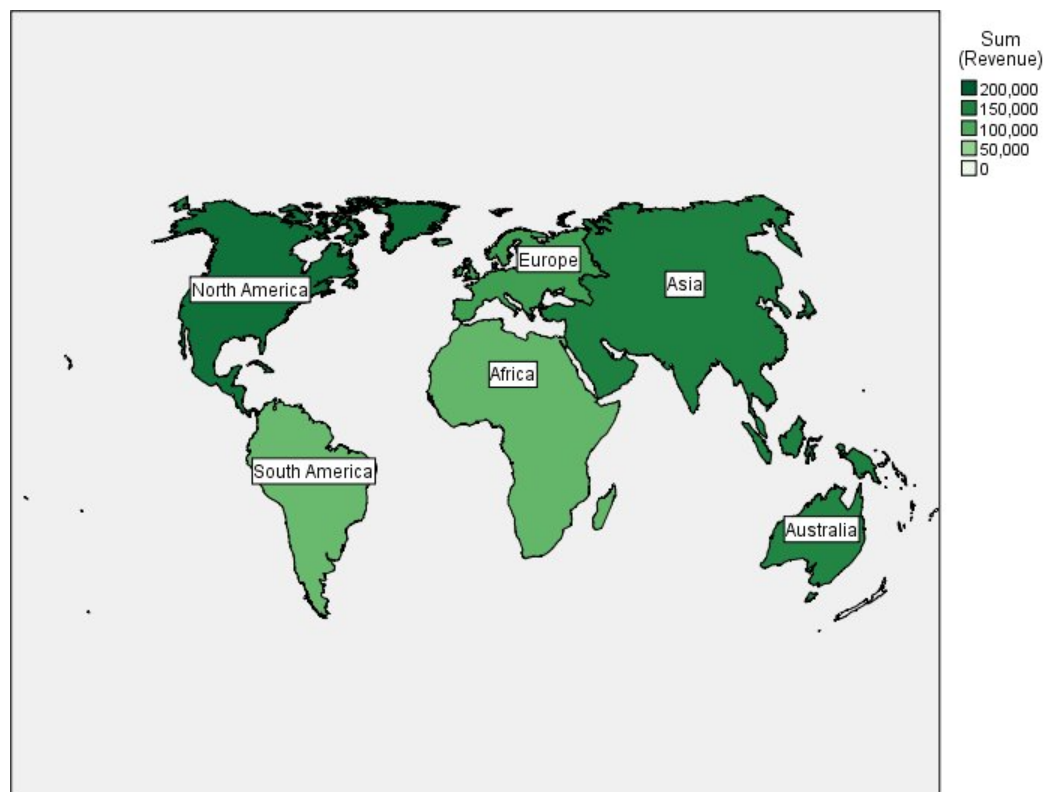 Sum
(Revenue)
200,000
150,000
100,000
50,000
0
Europe
North America
Asia
Africa
South America
Australia